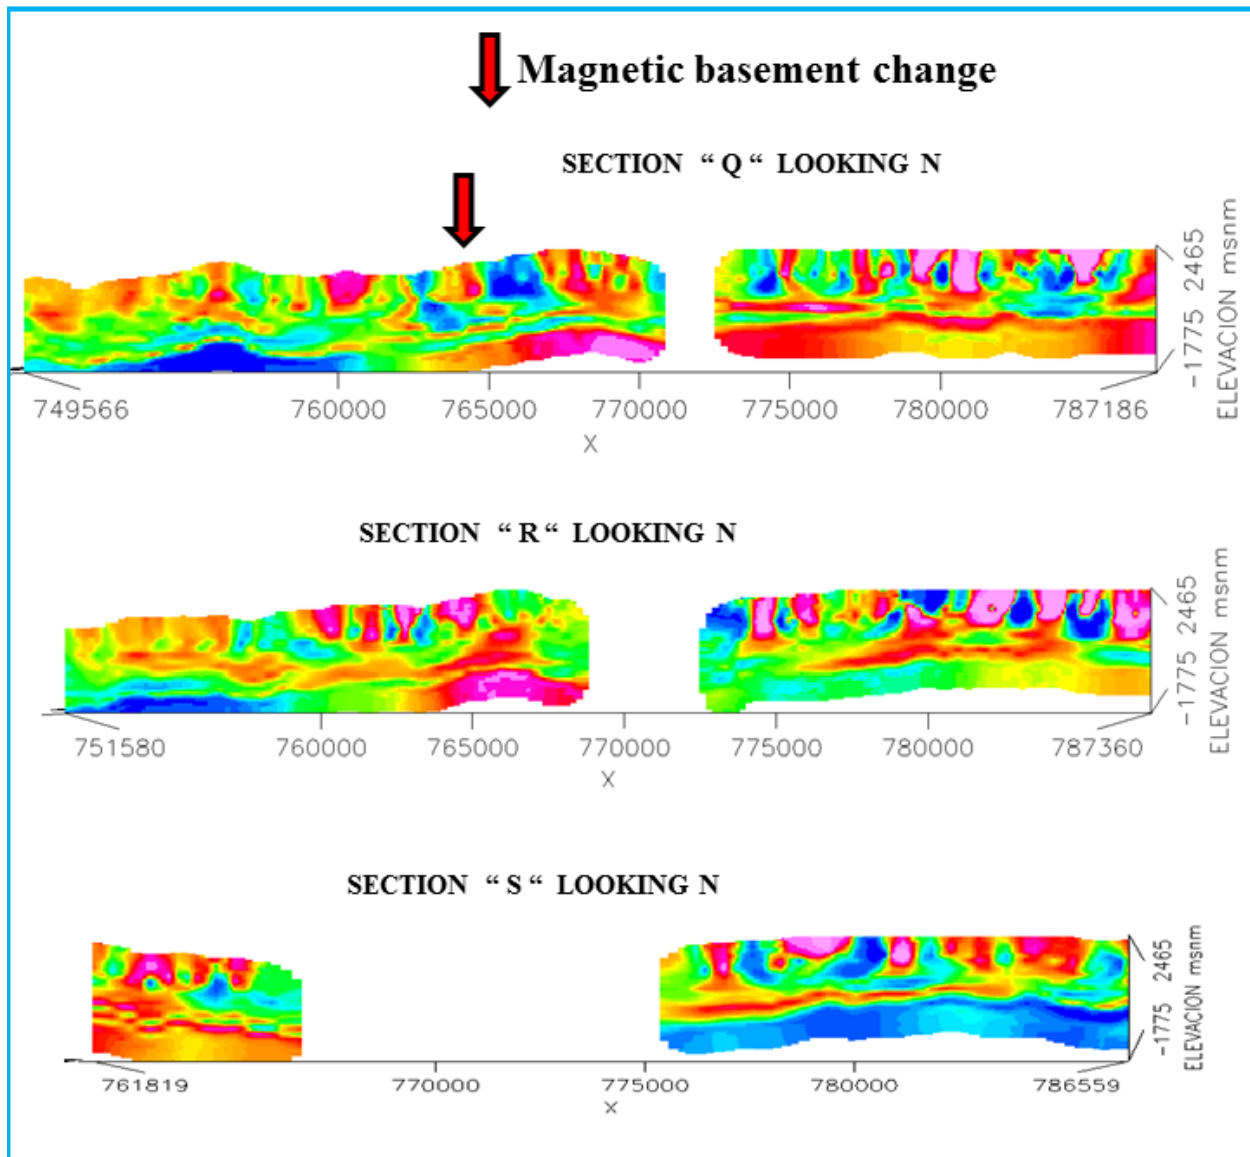 Magnetic basement change
SECTION “ Q “ LOOKING N
2465
-1775
ELEVACION msnm
749566 760000 765000 770000 775000 780000 787186
X
SECTION “ R “ LOOKING N
2465
-1775
ELEVACION msnm
751580 760000 765000 770000 775000 780000 787360
X
SECTION “ S “ LOOKING N
2465
-1775
ELEVACION msnm
761819 770000 775000 780000 786559
X